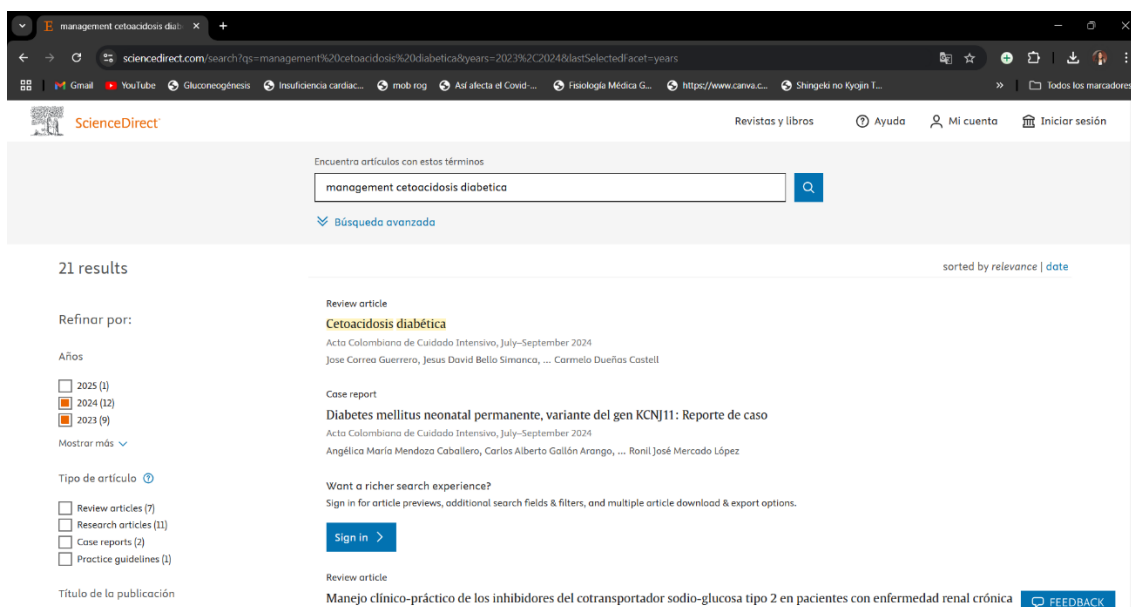 management cetoacidosis diab
sciencedirect.com/search?qs=management%20cetoacidosis%20diabetica&years=2023%2C2024&lastSelectedFacet=years
Gmail YouTube Gluconeogénesis Insuficiencia cardiac... mob rog Así afecta el Covid-... Fisiología Médica G... https://www.canva.c... Shingeki no Kyojin T... » Todos los marcadores
ScienceDirect Revistas y libros Ayuda Mi cuenta Iniciar sesión
Encuentra artículos con estos términos
management cetoacidosis diabetica
Búsqueda avanzada
21 results
sorted by relevance | date
Refinar por:
Años
2025 (1)
2024 (12)
2023 (9)
Mostrar más
Tipo de artículo
Review articles (7)
Research articles (11)
Case reports (2)
Practice guidelines (1)
Título de la publicación
Review article
Cetoacidosis diabética
Acta Colombiana de Cuidado Intensivo, July–September 2024
Jose Correa Guerrero, Jesus David Bello Simanca, ... Carmelo Dueñas Castell
Case report
Diabetes mellitus neonatal permanente, variante del gen KCNJ11: Reporte de caso
Acta Colombiana de Cuidado Intensivo, July–September 2024
Angélica María Mendoza Caballero, Carlos Alberto Gallón Arango, ... Ronil José Mercado López
Want a richer search experience?
Sign in for article previews, additional search fields & filters, and multiple article download & export options.
Sign in
Review article
Manejo clínico-práctico de los inhibidores del cotransportador sodio-glucosa tipo 2 en pacientes con enfermedad renal crónica
FEEDBACK